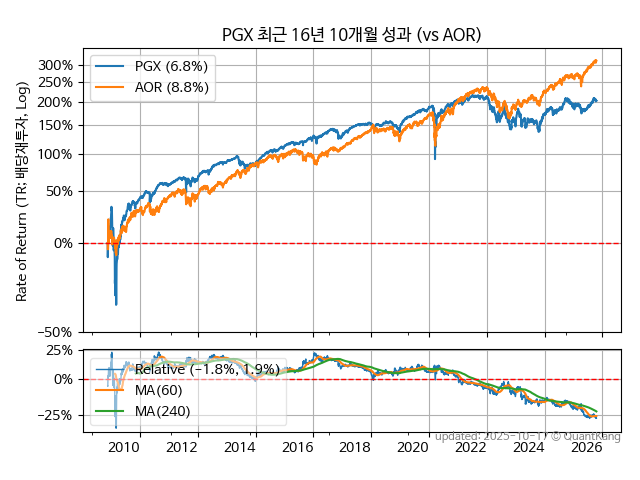 PGX 최근 16년 10개월 성과 (vs AOR)
Rate of Return (TR: 배당재투자, Log)
300%
250%
200%
150%
100%
50%
0%
−50%
PGX (6.8%)
AOR (8.8%)
25%
0%
−25%
Relative (−1.8%, 1.9%)
MA(60)
MA(240)
2010 2012 2014 2016 2018 2020 2022 2024 2026
updated: 2025-10-17 © QuantKang